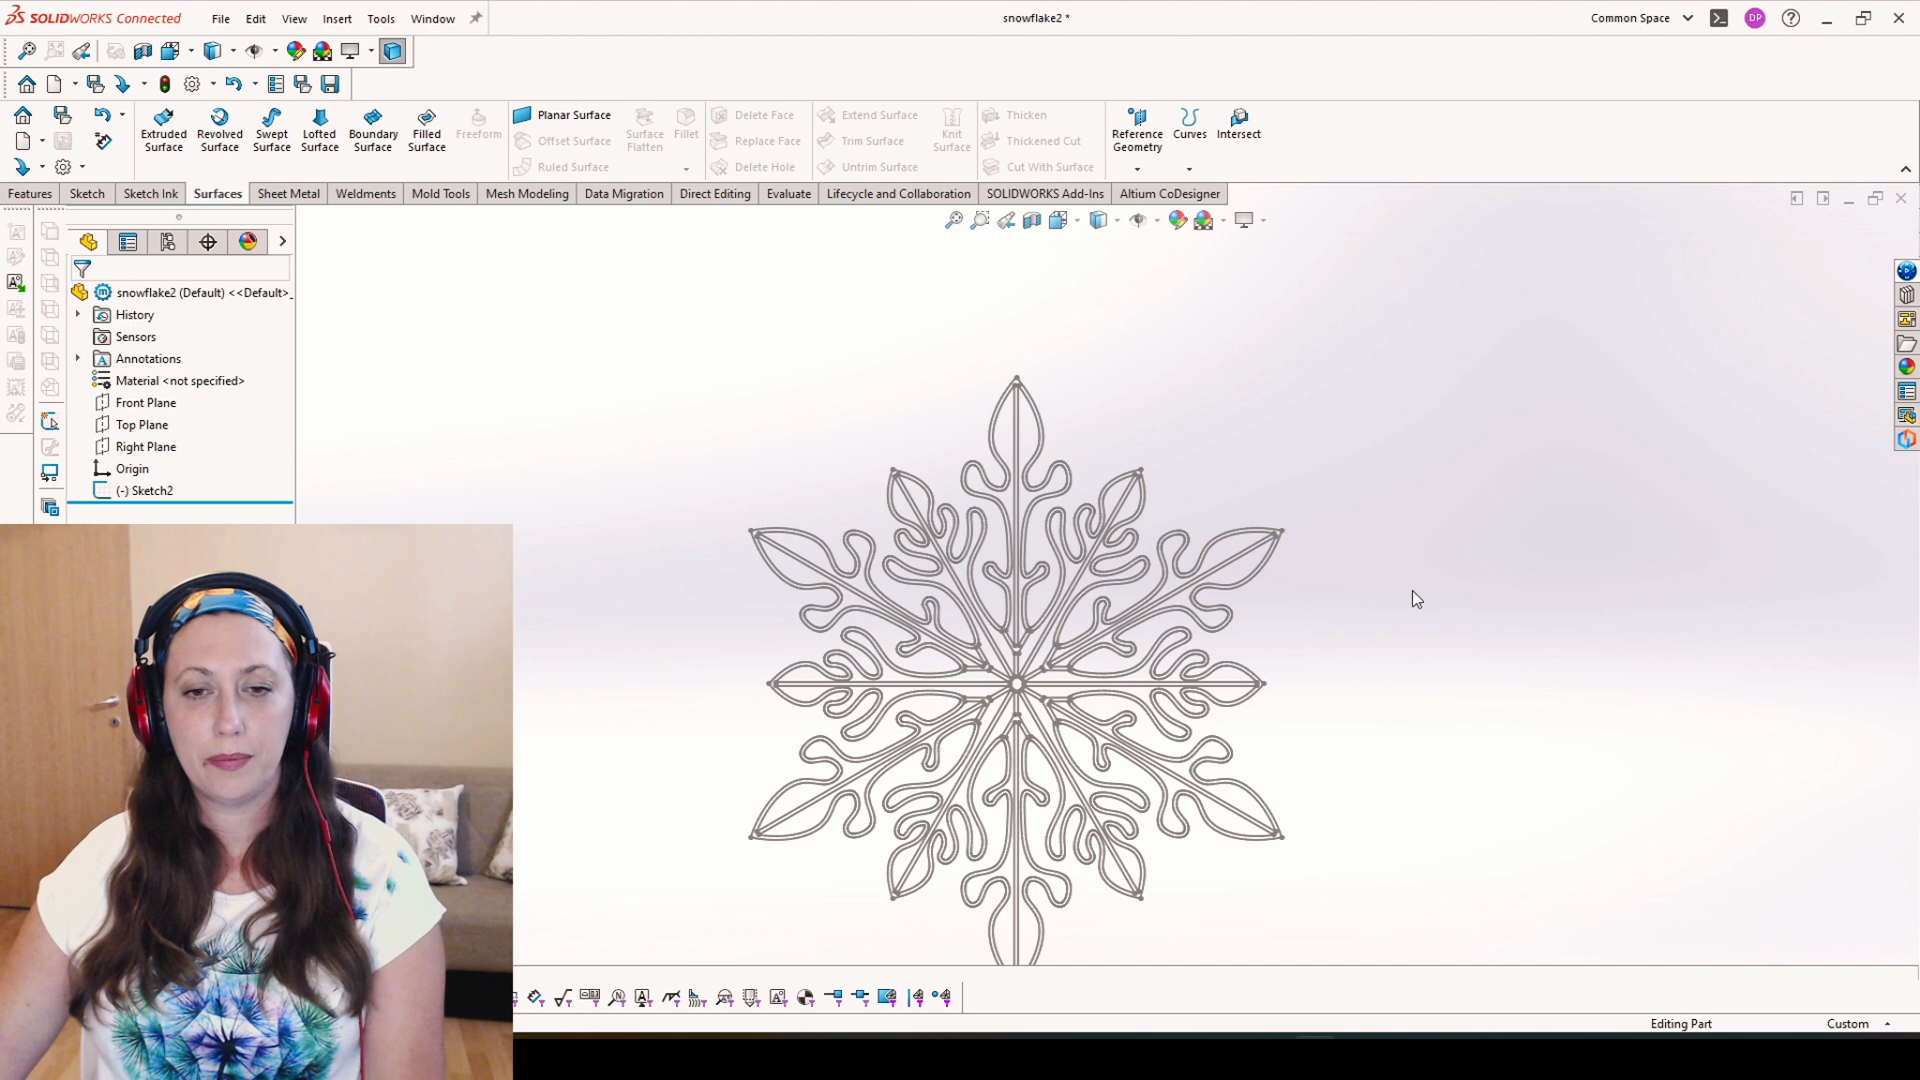 SOLIDWORKS Connected File Edit View Insert Tools Window snowflake2 * Common Space DP
Extruded Surface Revolved Surface Swept Surface Lofted Surface Boundary Surface Filled Surface Freeform
Planar Surface
Offset Surface
Ruled Surface
Surface Flatten Fillet
Delete Face
Replace Face
Delete Hole
Extend Surface
Trim Surface
Untrim Surface
Knit Surface
Thicken
Thickened Cut
Cut With Surface
Reference Geometry Curves Intersect
Features Sketch Sketch Ink Surfaces Sheet Metal Weldments Mold Tools Mesh Modeling Data Migration Direct Editing Evaluate Lifecycle and Collaboration SOLIDWORKS Add-Ins Altium CoDesigner
snowflake2 (Default) <<Default>_
History
Sensors
Annotations
Material <not specified>
Front Plane
Top Plane
Right Plane
Origin
(-) Sketch2
Editing Part Custom